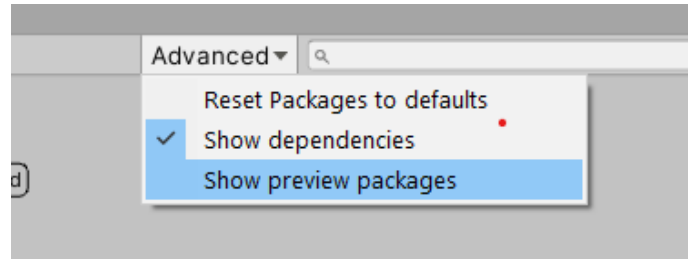 Advanced
Reset Packages to defaults
Show dependencies
Show preview packages
d